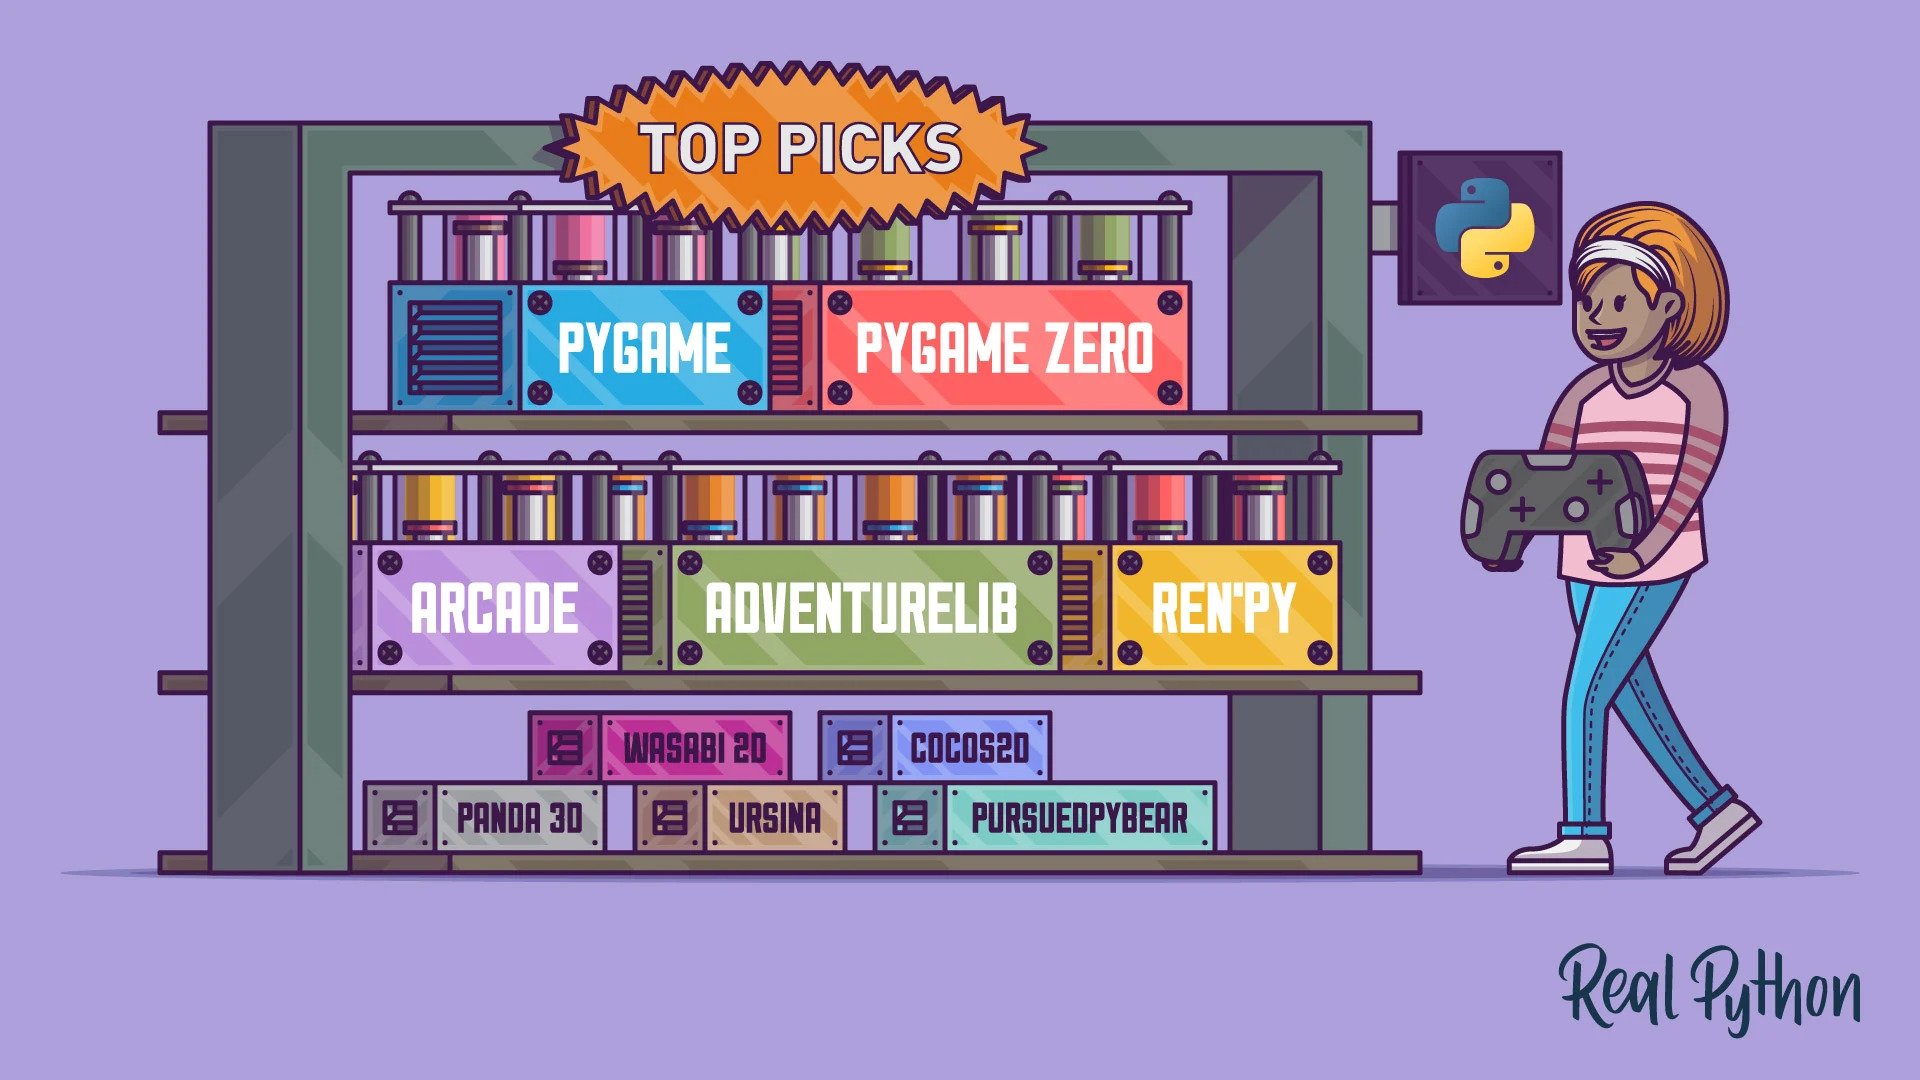 TOP PICKS
PYGAME
PYGAME ZERO
ARCADE
ADVENTURELIB
REN'PY
WASABI 2D
COCOS2D
PANDA 3D
URSINA
PURSUEDPYBEAR
Real Python